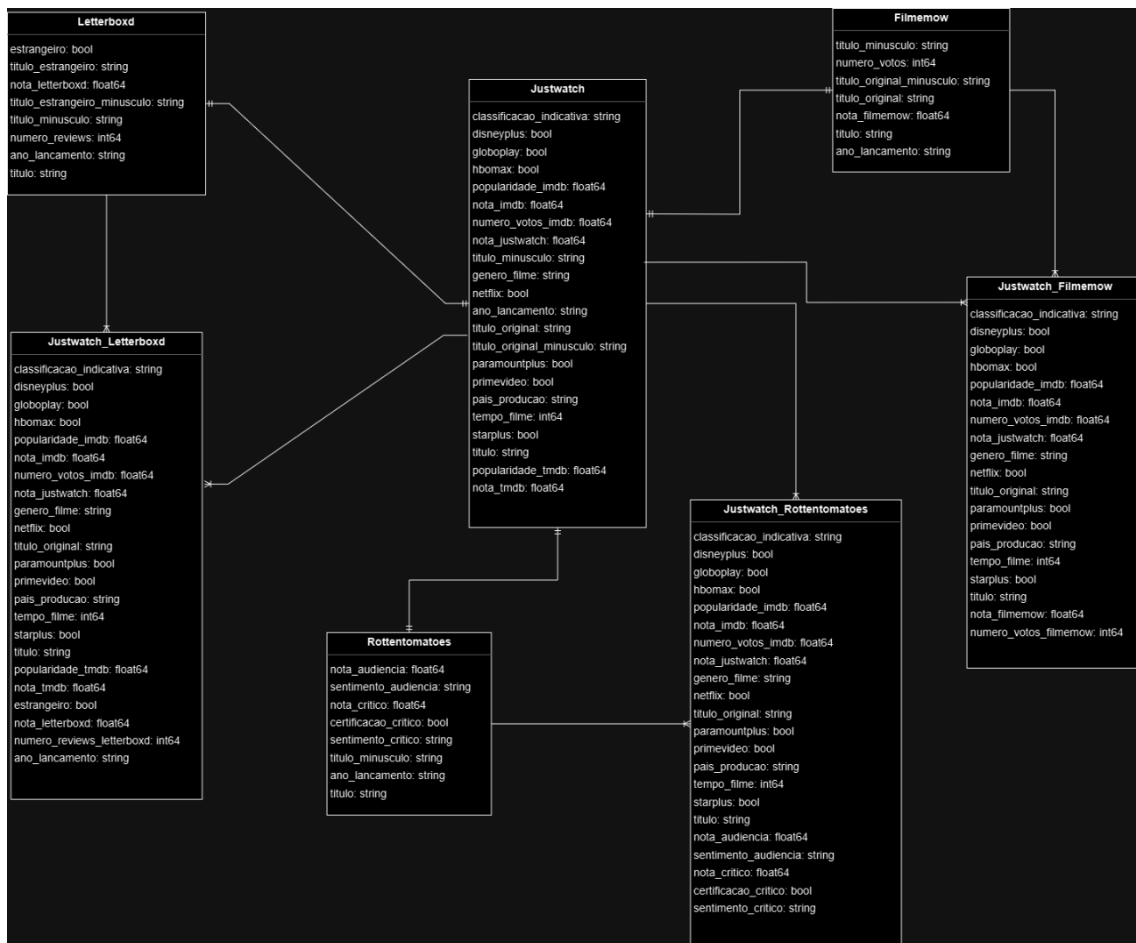 Letterboxd
estrangeiro: bool
titulo_estrangeiro: string
nota_letterboxd: float64
titulo_estrangeiro_minusculo: string
titulo_minusculo: string
numero_reviews: int64
ano_lancamento: string
titulo: string
Filmemow
titulo_minusculo: string
numero_votos: int64
titulo_original_minusculo: string
titulo_original: string
nota_filmemow: float64
titulo: string
ano_lancamento: string
Justwatch
classificacao_indicativa: string
disneyplus: bool
globoplay: bool
hbomax: bool
popularidade_imdb: float64
nota_imdb: float64
numero_votos_imdb: float64
nota_justwatch: float64
titulo_minusculo: string
genero_filme: string
netflix: bool
ano_lancamento: string
titulo_original: string
titulo_original_minusculo: string
paramountplus: bool
primevideo: bool
pais_producao: string
tempo_filme: int64
starplus: bool
titulo: string
popularidade_tmdb: float64
nota_tmdb: float64
Justwatch_Letterboxd
classificacao_indicativa: string
disneyplus: bool
globoplay: bool
hbomax: bool
popularidade_imdb: float64
nota_imdb: float64
numero_votos_imdb: float64
nota_justwatch: float64
genero_filme: string
netflix: bool
titulo_original: string
paramountplus: bool
primevideo: bool
pais_producao: string
tempo_filme: int64
starplus: bool
titulo: string
popularidade_tmdb: float64
nota_tmdb: float64
estrangeiro: bool
nota_letterboxd: float64
numero_reviews_letterboxd: int64
ano_lancamento: string
Justwatch_Filmemow
classificacao_indicativa: string
disneyplus: bool
globoplay: bool
hbomax: bool
popularidade_imdb: float64
nota_imdb: float64
numero_votos_imdb: float64
nota_justwatch: float64
genero_filme: string
netflix: bool
titulo_original: string
paramountplus: bool
primevideo: bool
pais_producao: string
tempo_filme: int64
starplus: bool
titulo: string
nota_filmemow: float64
numero_votos_filmemow: int64
Rottentomatoes
nota_audiencia: float64
sentimento_audiencia: string
nota_critico: float64
certificacao_critico: bool
sentimento_critico: string
titulo_minusculo: string
ano_lancamento: string
titulo: string
Justwatch_Rottentomatoes
classificacao_indicativa: string
disneyplus: bool
globoplay: bool
hbomax: bool
popularidade_imdb: float64
nota_imdb: float64
numero_votos_imdb: float64
nota_justwatch: float64
genero_filme: string
netflix: bool
titulo_original: string
paramountplus: bool
primevideo: bool
pais_producao: string
tempo_filme: int64
starplus: bool
titulo: string
nota_audiencia: float64
sentimento_audiencia: string
nota_critico: float64
certificacao_critico: bool
sentimento_critico: string